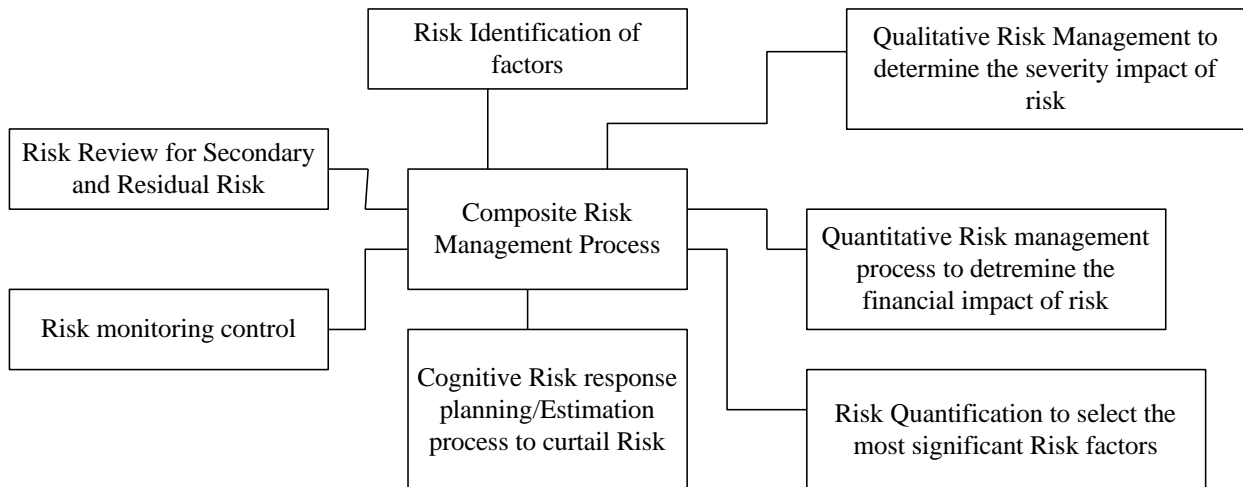 Risk Identification of
factors
Qualitative Risk Management to
determine the severity impact of
risk
Risk Review for Secondary
and Residual Risk
Composite Risk
Management Process
Quantitative Risk management
process to detremine the
financial impact of risk
Risk monitoring control
Cognitive Risk response
planning/Estimation
process to curtail Risk
Risk Quantification to select the
most significant Risk factors